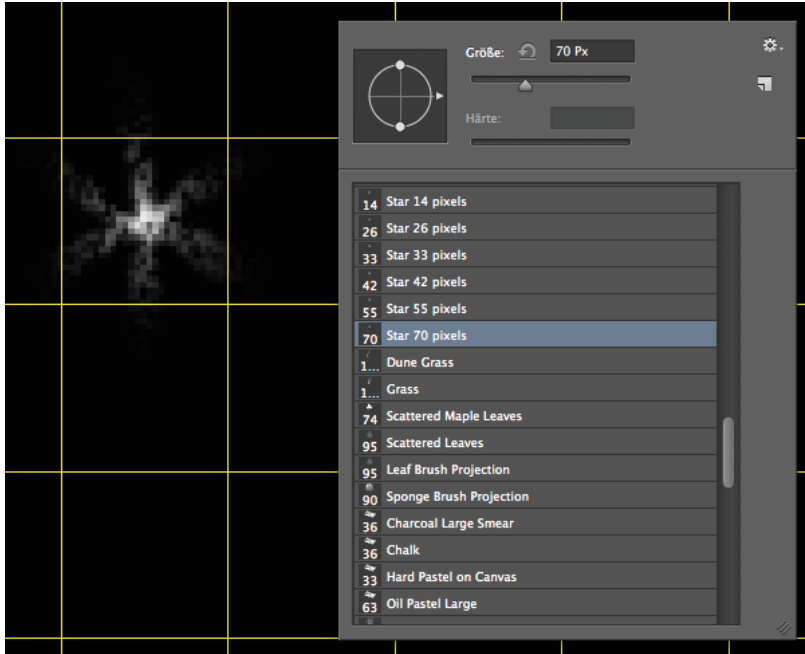 Größe: 70 Px
Härte:
14 Star 14 pixels
26 Star 26 pixels
33 Star 33 pixels
42 Star 42 pixels
55 Star 55 pixels
70 Star 70 pixels
1... Dune Grass
1... Grass
74 Scattered Maple Leaves
95 Scattered Leaves
95 Leaf Brush Projection
90 Sponge Brush Projection
36 Charcoal Large Smear
36 Chalk
33 Hard Pastel on Canvas
63 Oil Pastel Large